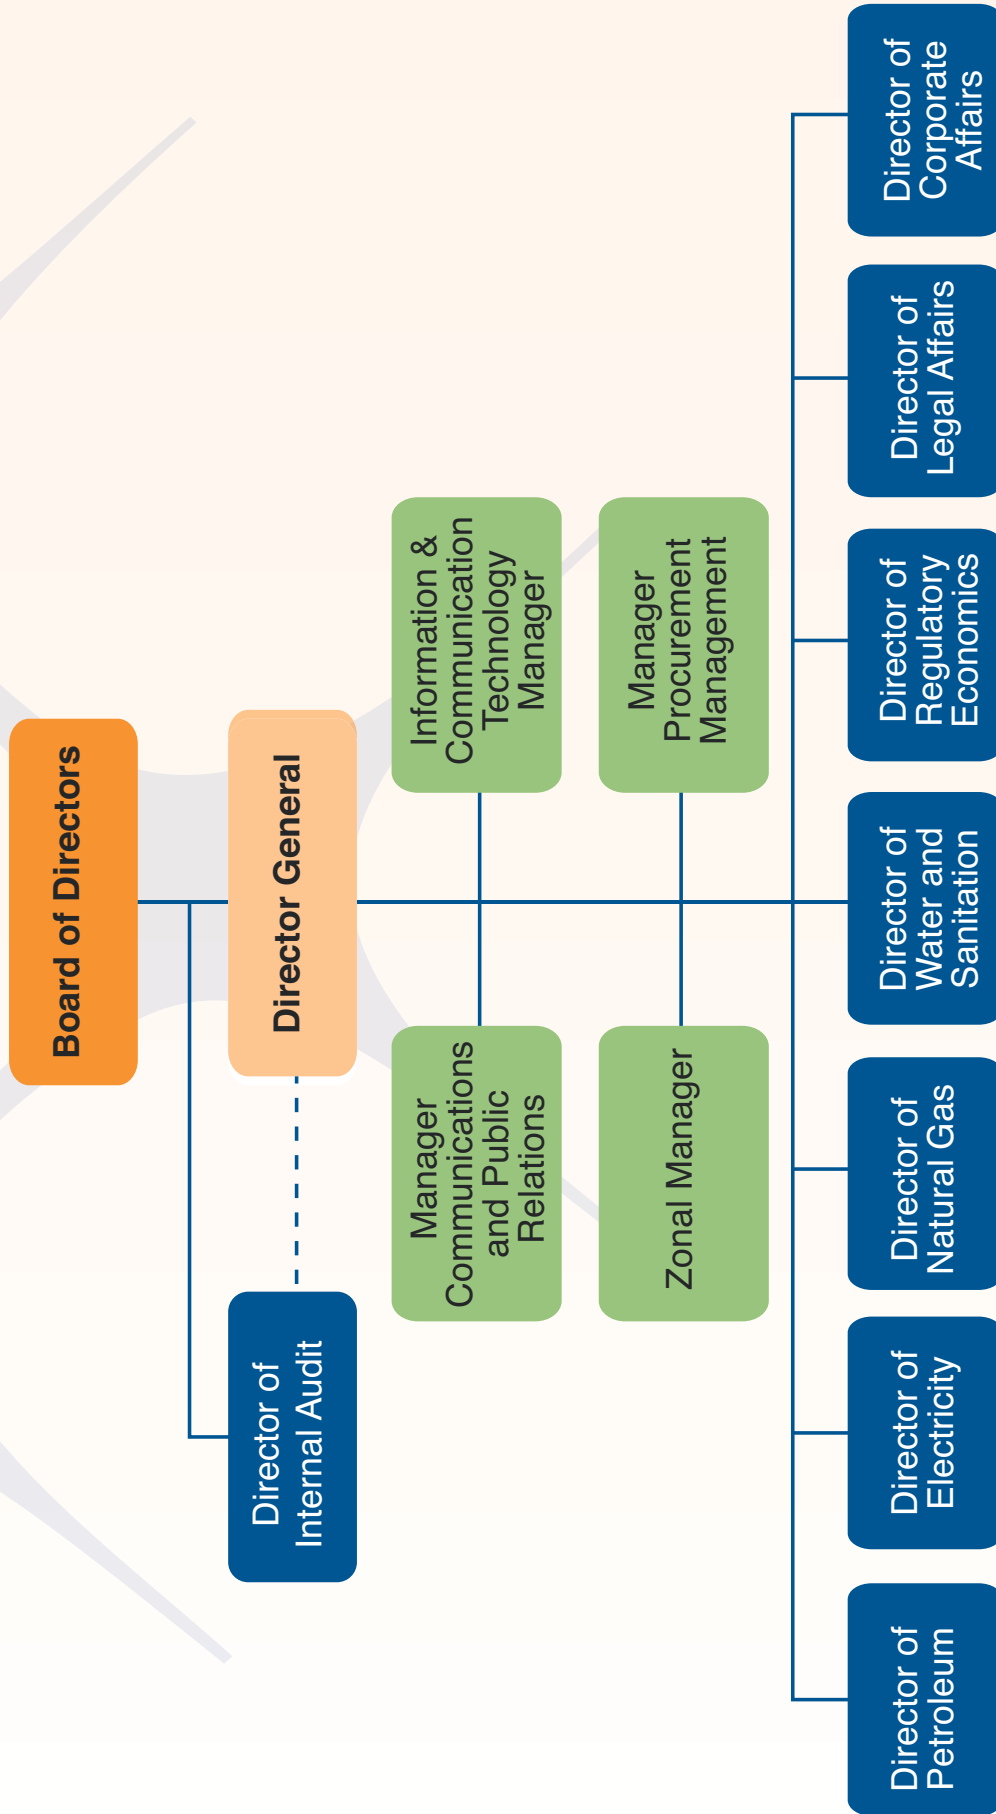 Board of Directors
Director General
Director of
Internal Audit
Manager
Communications
and Public
Relations
Information &
Communication
Technology
Manager
Zonal Manager
Manager
Procurement
Management
Director of
Petroleum
Director of
Electricity
Director of
Natural Gas
Director of
Water and
Sanitation
Director of
Regulatory
Economics
Director of
Legal Affairs
Director of
Corporate
Affairs